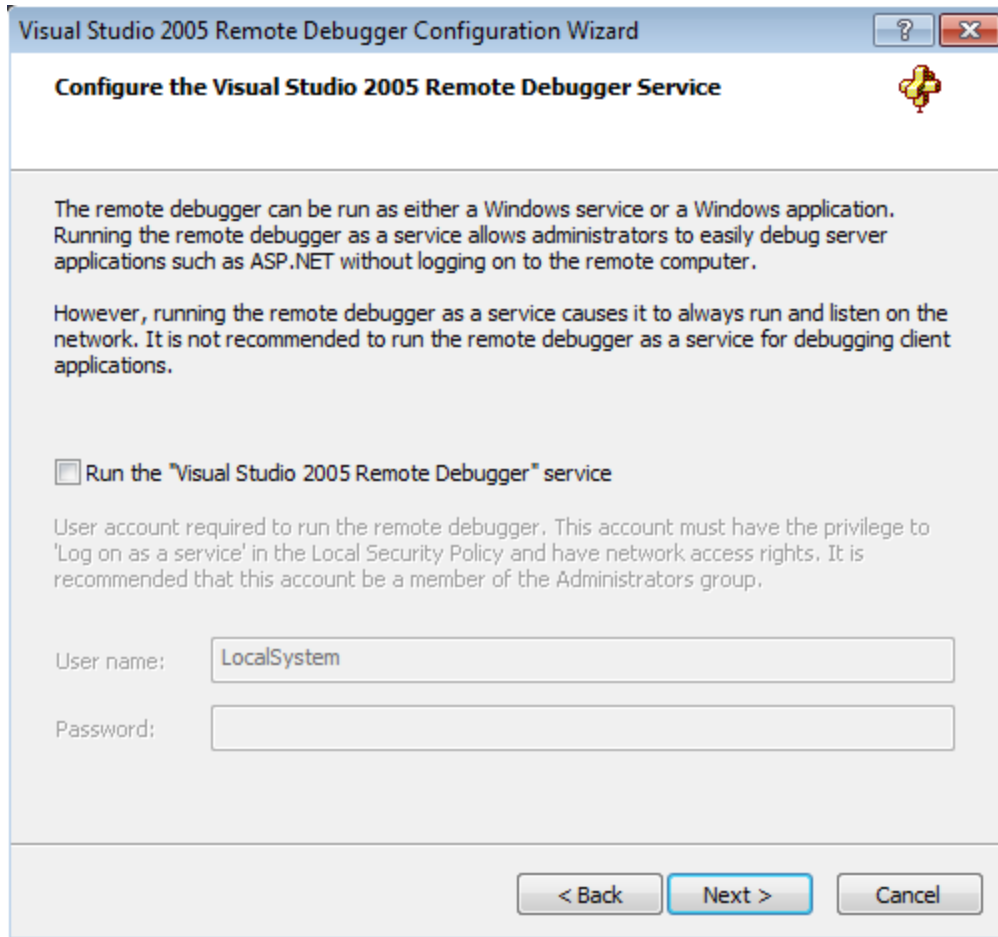 Visual Studio 2005 Remote Debugger Configuration Wizard
Configure the Visual Studio 2005 Remote Debugger Service
The remote debugger can be run as either a Windows service or a Windows application.
Running the remote debugger as a service allows administrators to easily debug server
applications such as ASP.NET without logging on to the remote computer.
However, running the remote debugger as a service causes it to always run and listen on the
network. It is not recommended to run the remote debugger as a service for debugging client
applications.
Run the "Visual Studio 2005 Remote Debugger" service
User account required to run the remote debugger. This account must have the privilege to
'Log on as a service' in the Local Security Policy and have network access rights. It is
recommended that this account be a member of the Administrators group.
User name: LocalSystem
Password:
< Back Next > Cancel